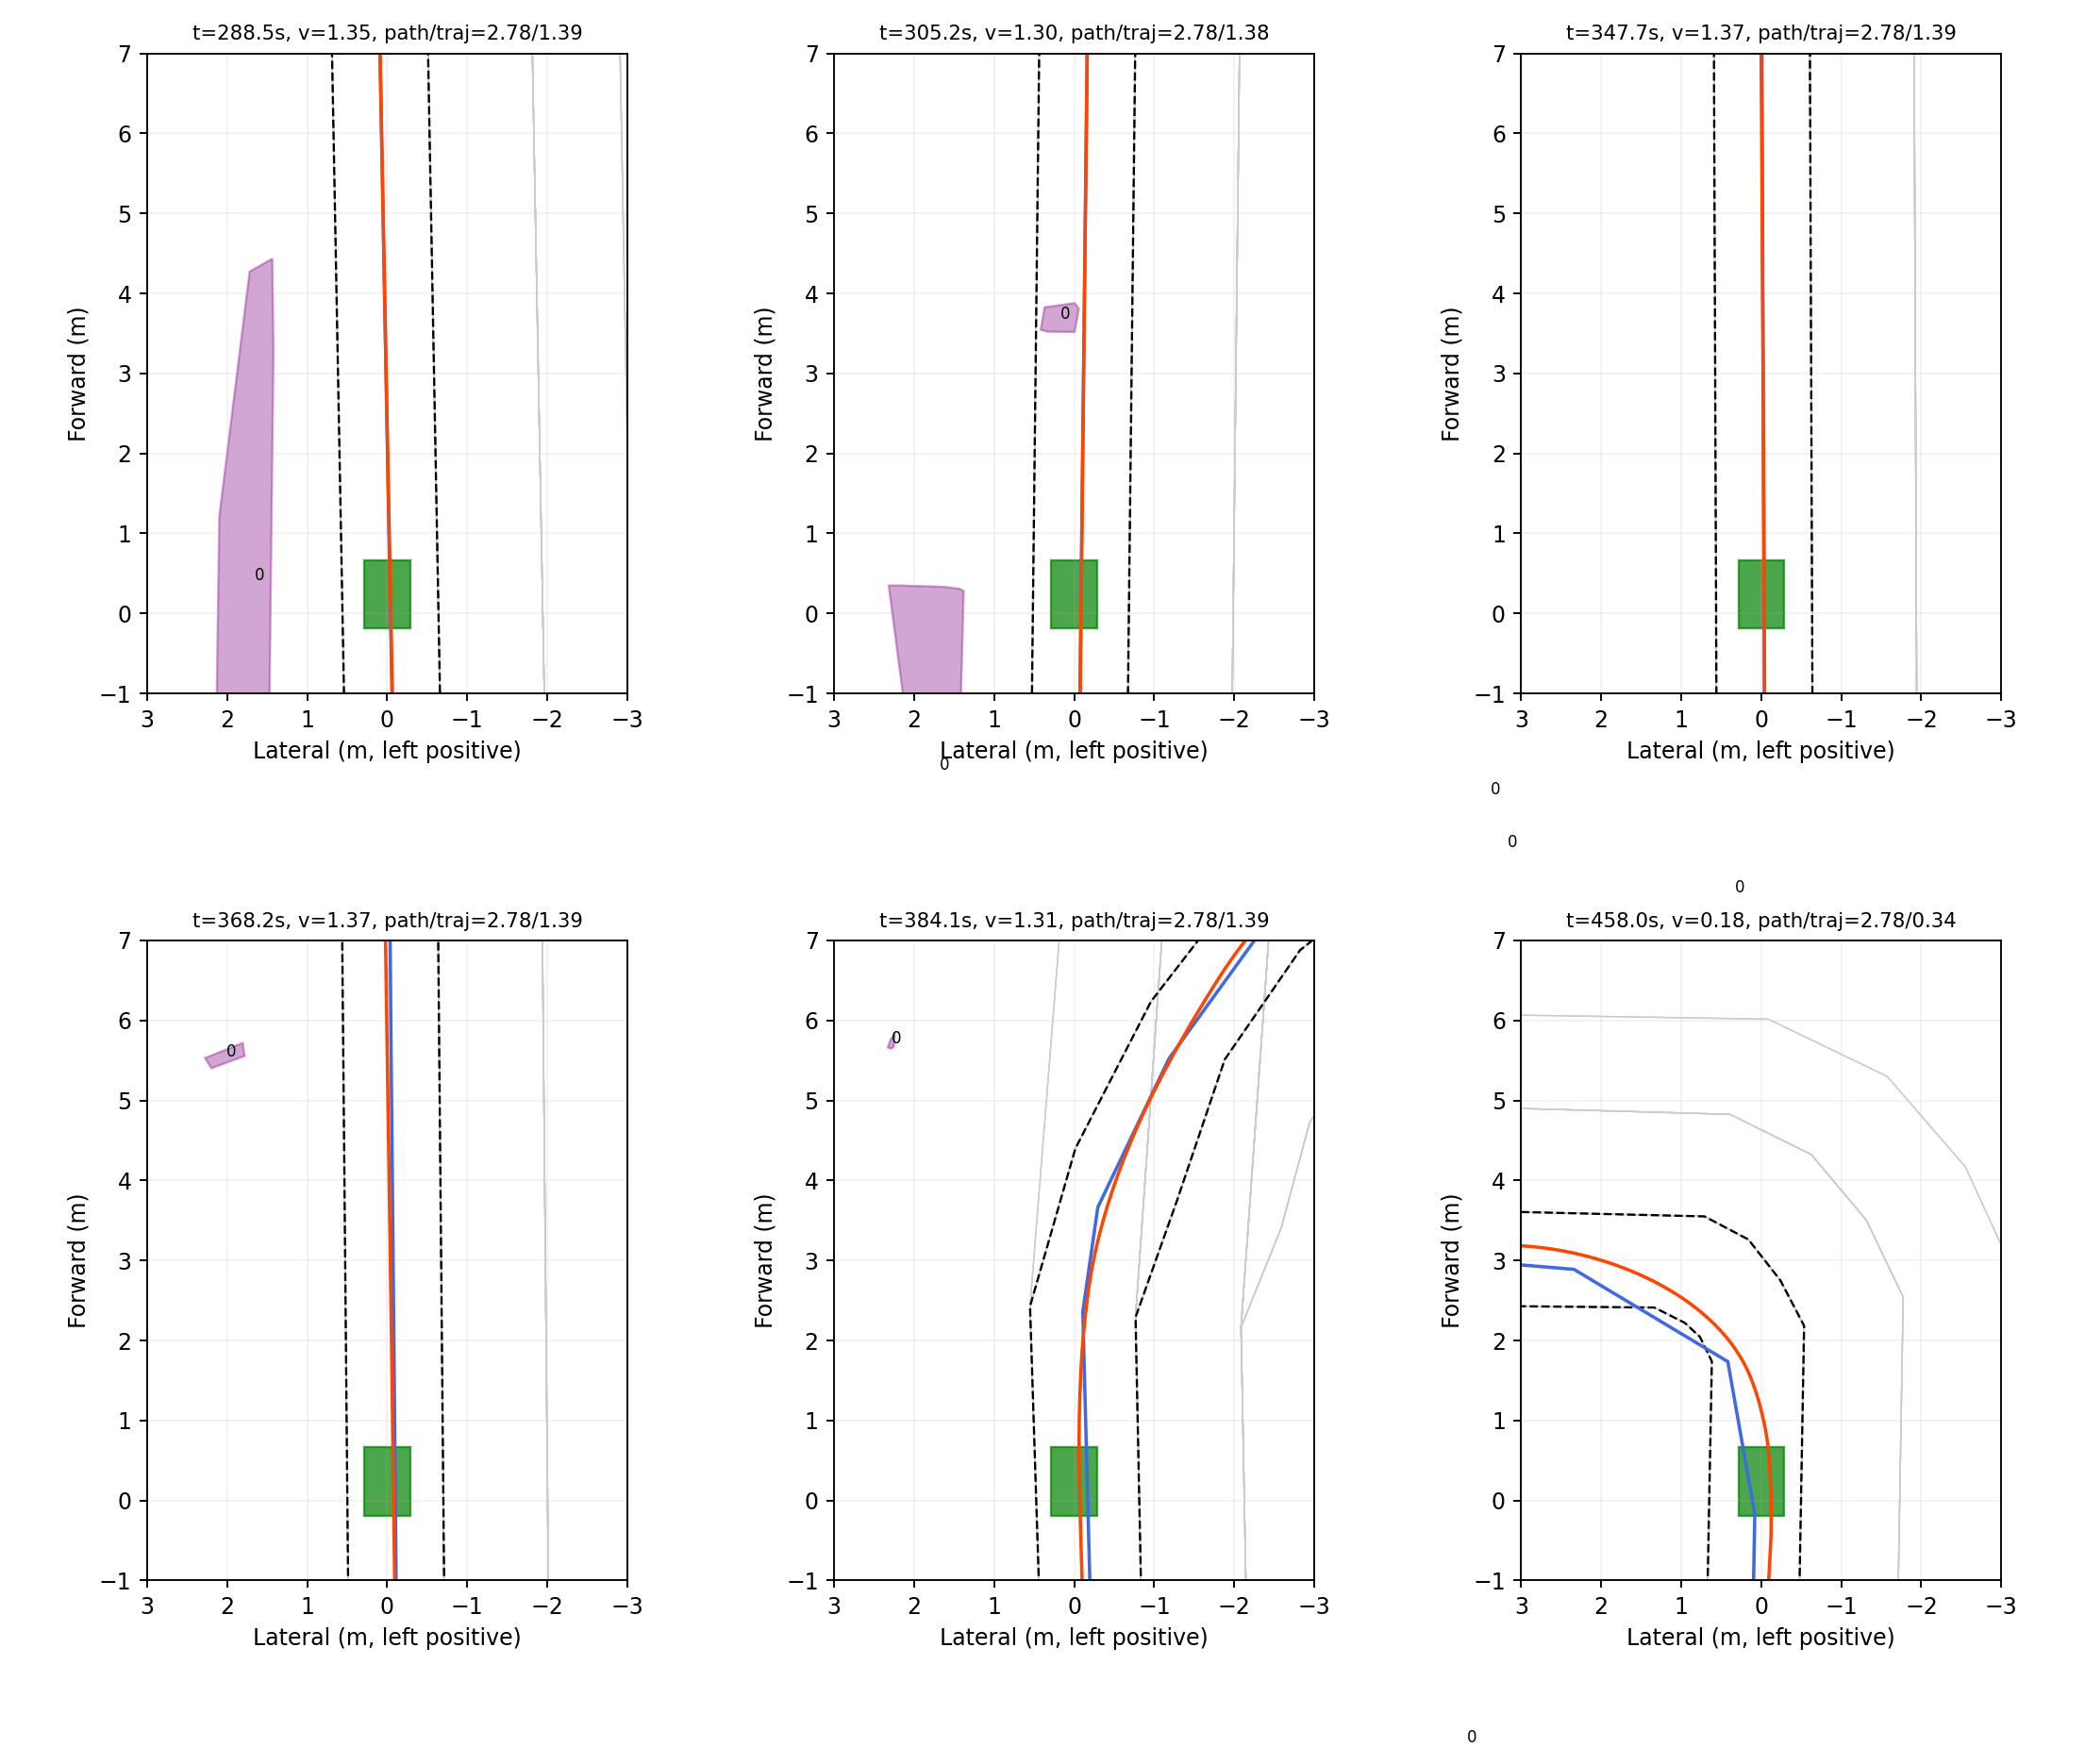 t=288.5s, v=1.35, path/traj=2.78/1.39
7
6
5
4
3
2
1
0
−1
Forward (m)
0
3 2 1 0 −1 −2 −3
Lateral (m, left positive)
t=305.2s, v=1.30, path/traj=2.78/1.38
7
6
5
4
3
2
1
0
−1
Forward (m)
0
3 2 1 0 −1 −2 −3
Lateral (m, left positive)
0
t=347.7s, v=1.37, path/traj=2.78/1.39
7
6
5
4
3
2
1
0
−1
Forward (m)
3 2 1 0 −1 −2 −3
Lateral (m, left positive)
0
0
0
t=368.2s, v=1.37, path/traj=2.78/1.39
7
6
5
4
3
2
1
0
−1
Forward (m)
0
3 2 1 0 −1 −2 −3
Lateral (m, left positive)
t=384.1s, v=1.31, path/traj=2.78/1.39
7
6
5
4
3
2
1
0
−1
Forward (m)
0
3 2 1 0 −1 −2 −3
Lateral (m, left positive)
t=458.0s, v=0.18, path/traj=2.78/0.34
7
6
5
4
3
2
1
0
−1
Forward (m)
3 2 1 0 −1 −2 −3
Lateral (m, left positive)
0